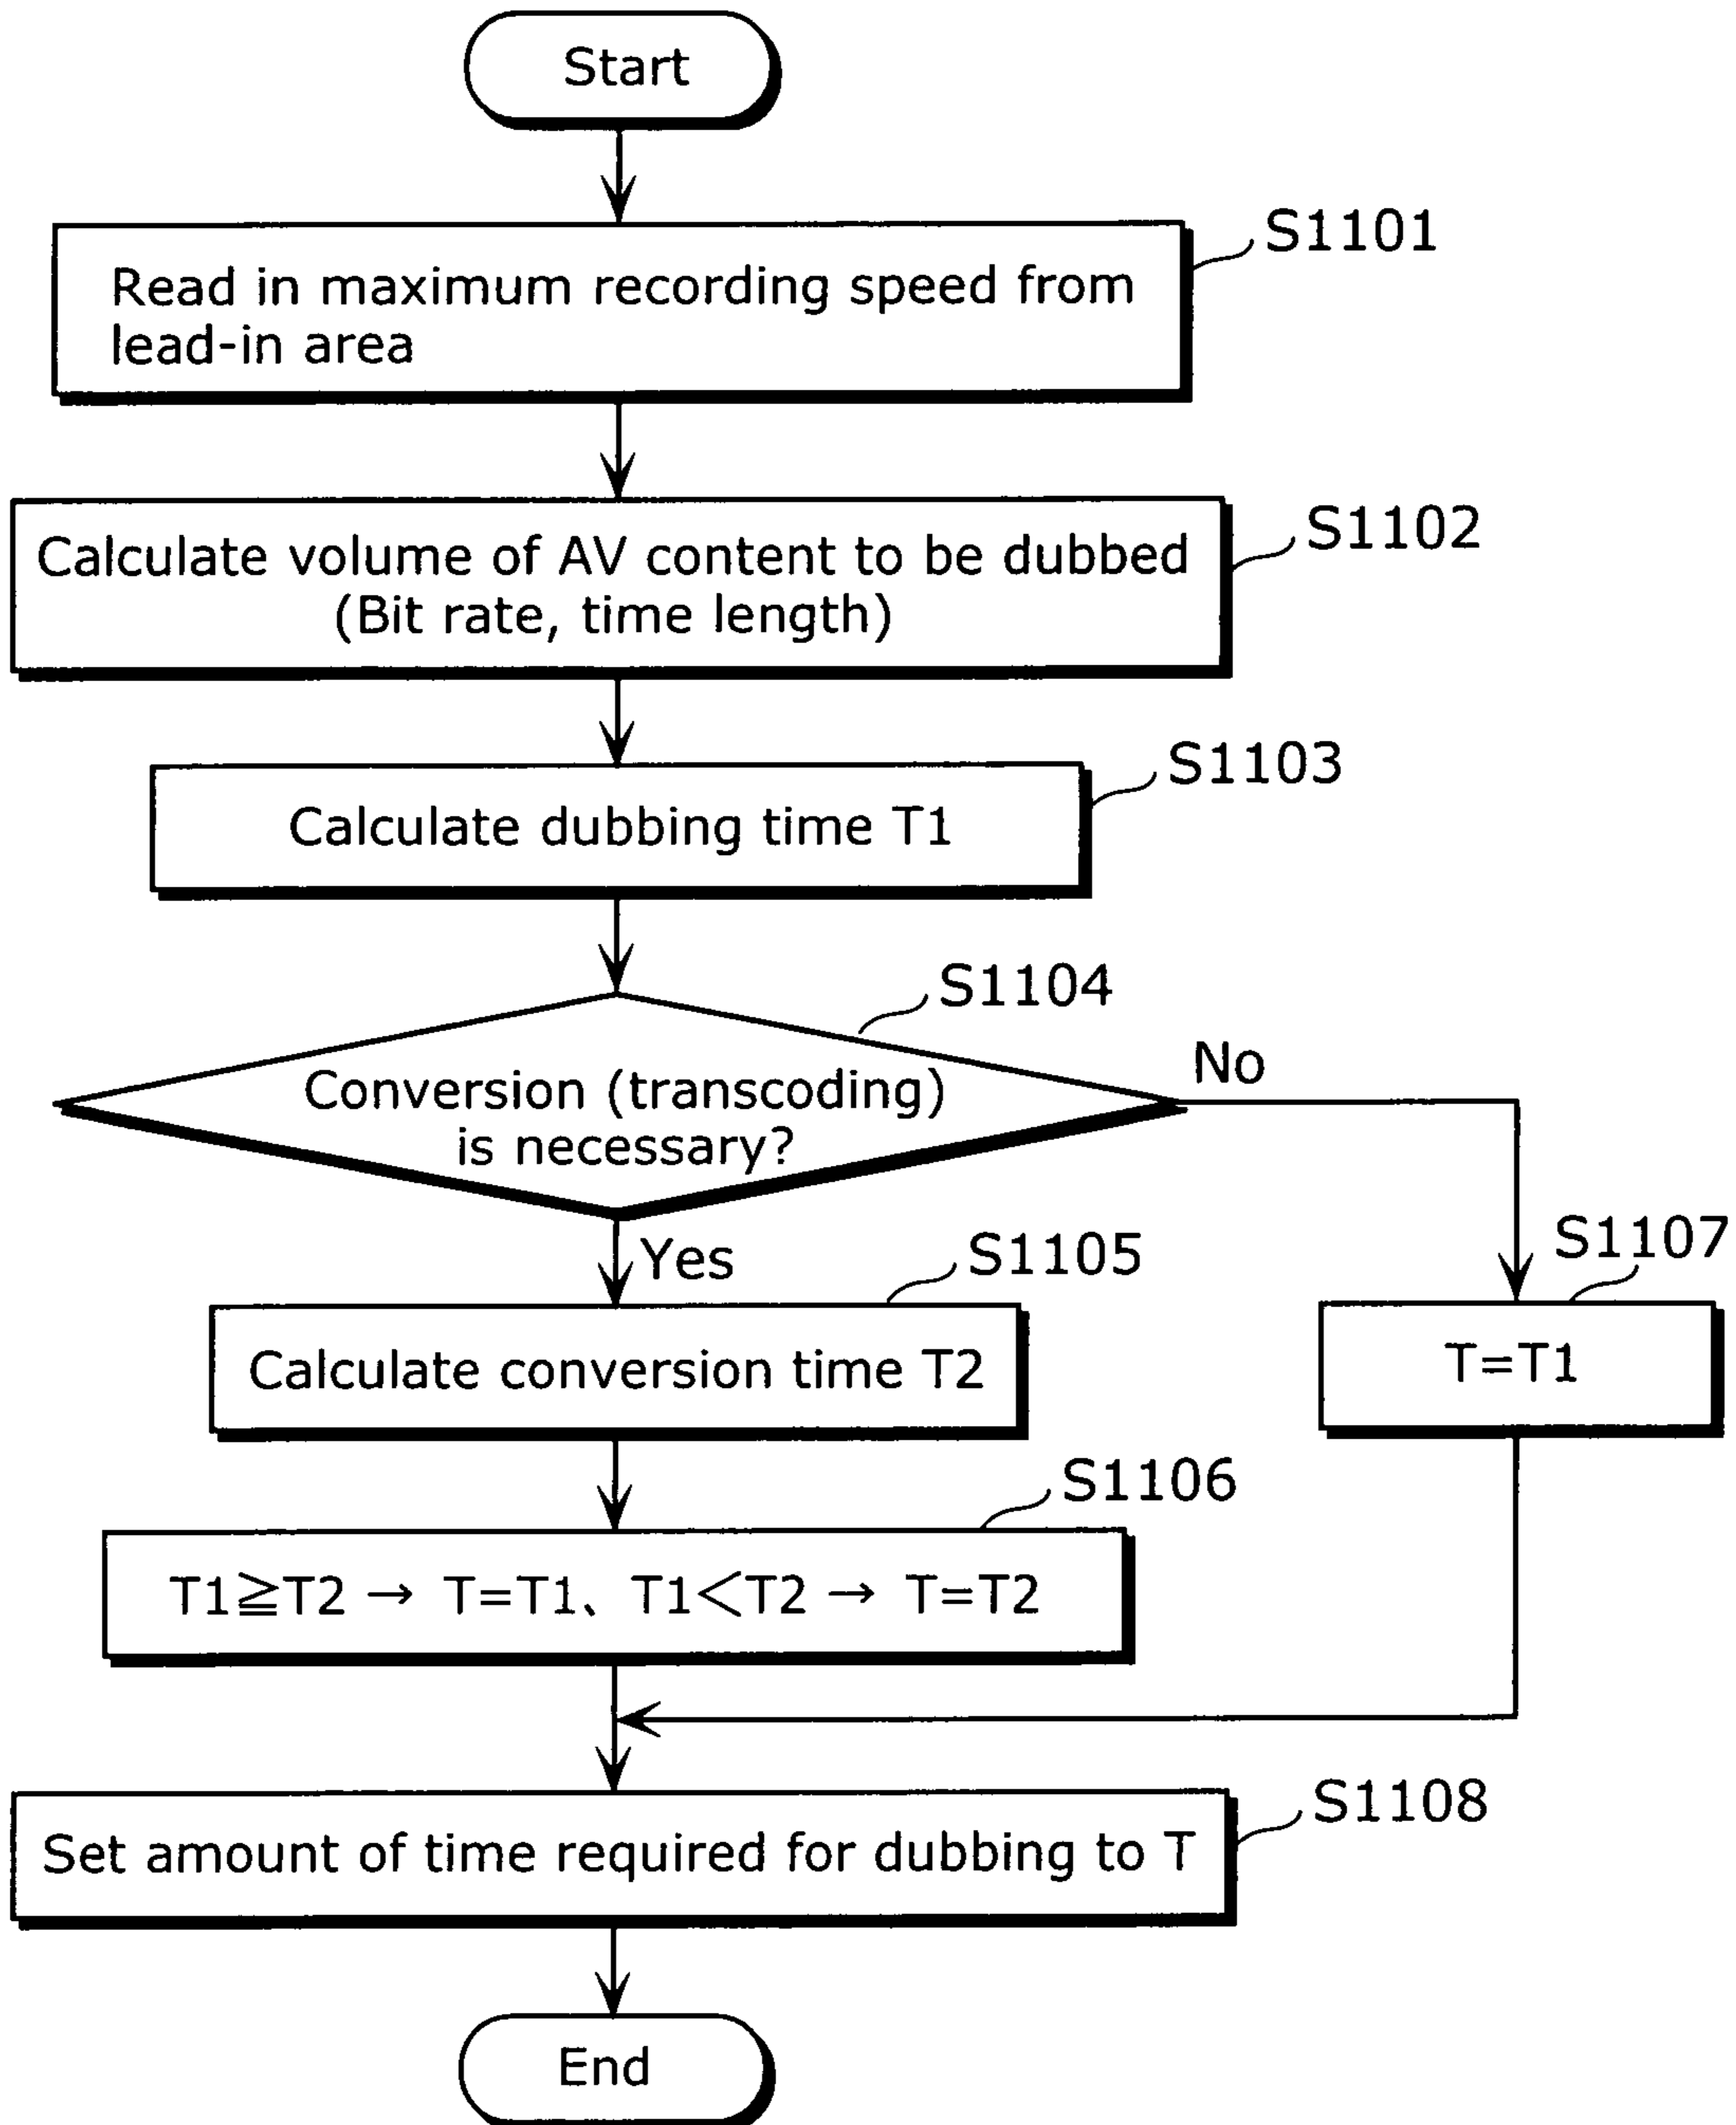 Start
S1101
Read in maximum recording speed from
lead-in area
S1102
Calculate volume of AV content to be dubbed
(Bit rate, time length)
S1103
Calculate dubbing time T1
S1104
Conversion (transcoding)
is necessary?
No
Yes
S1105
Calculate conversion time T2
S1107
T=T1
S1106
T1≧T2 → T=T1、T1<T2 → T=T2
S1108
Set amount of time required for dubbing to T
End